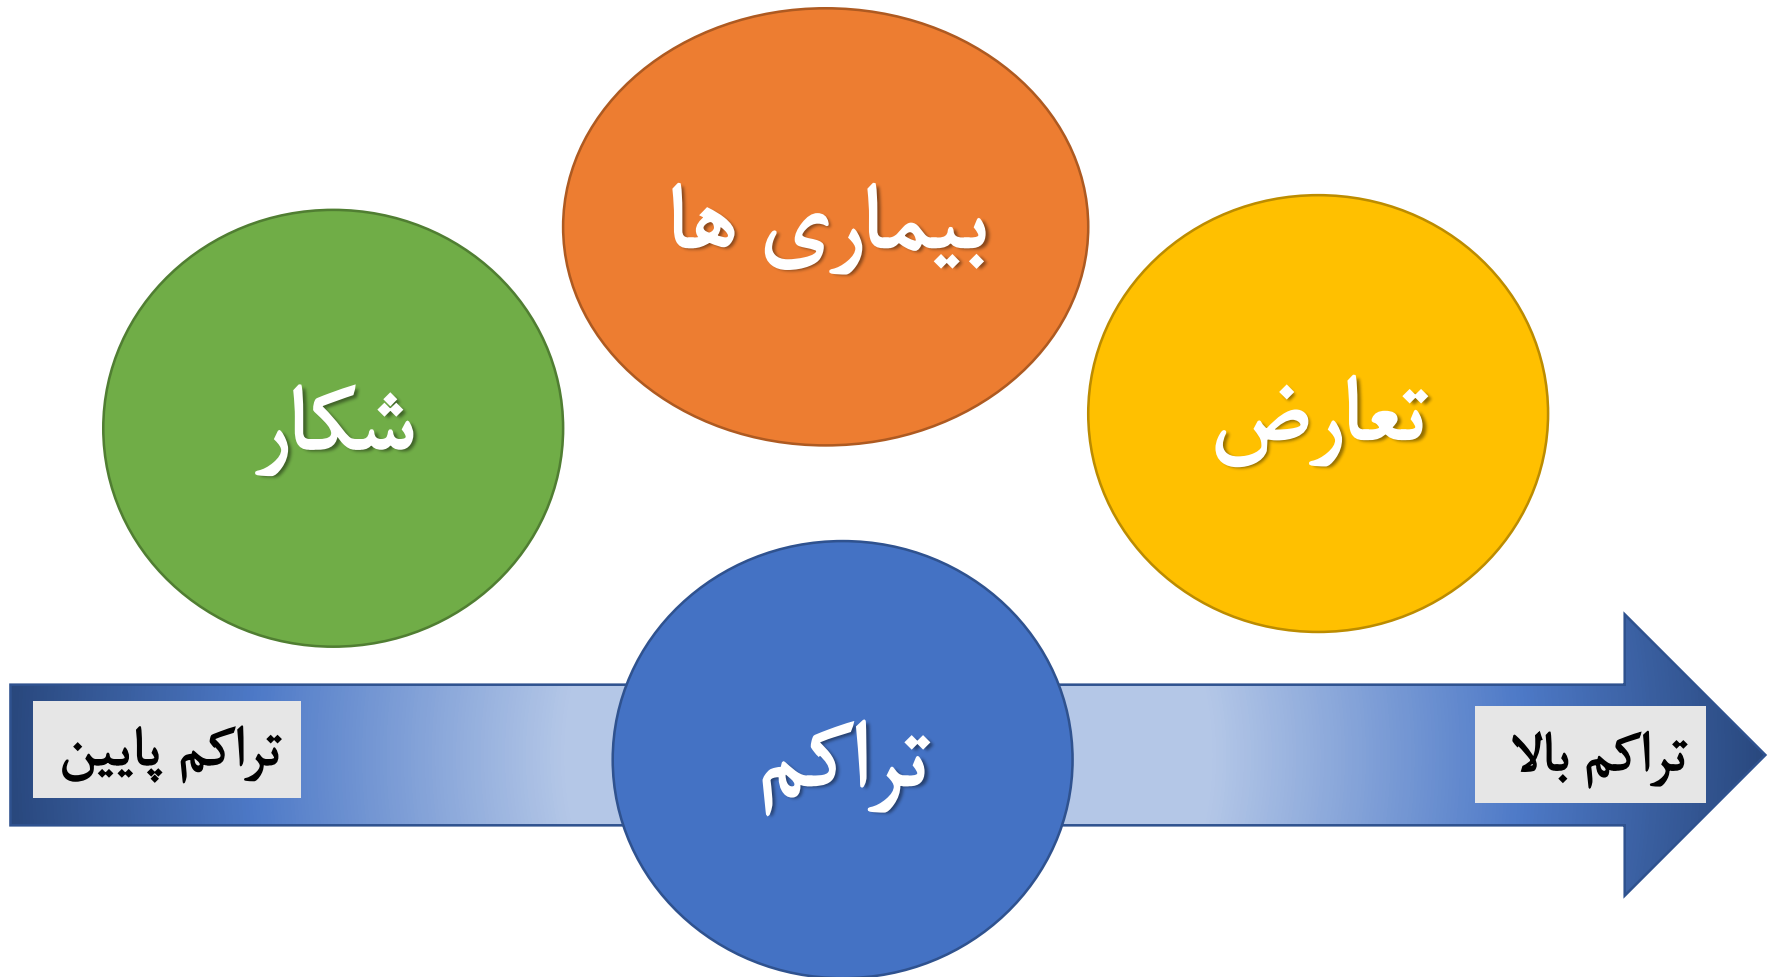 بیماری ها
تعارض
شکار
تراکم
تراکم بالا
تراکم پایین